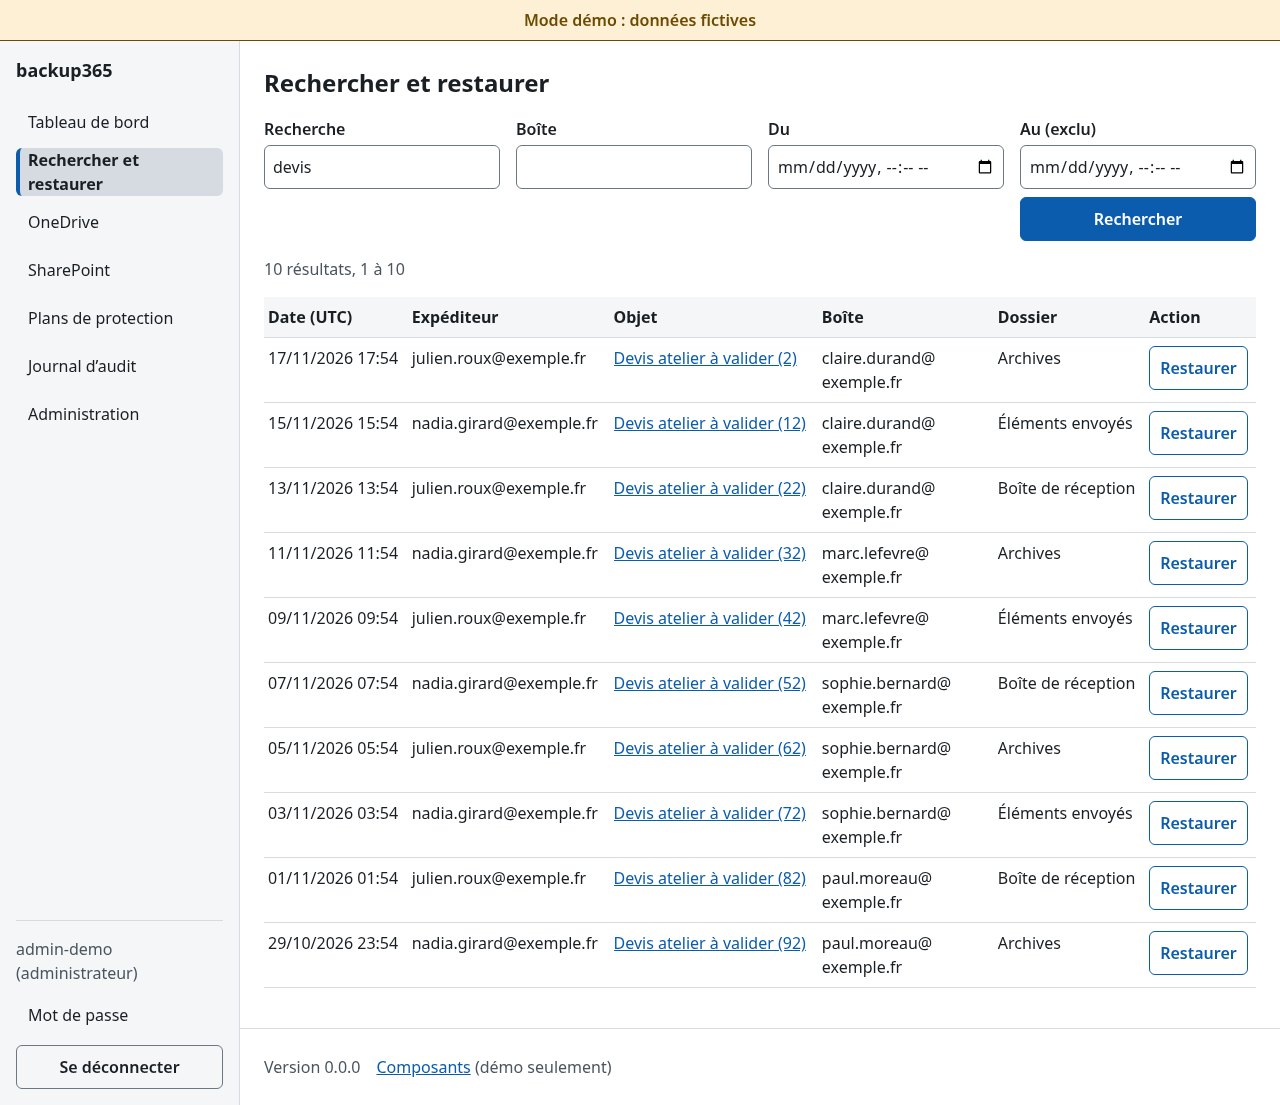 Mode démo : données fictives
backup365
Tableau de bord
Rechercher et
restaurer
OneDrive
SharePoint
Plans de protection
Journal d’audit
Administration
admin-demo
(administrateur)
Mot de passe
Se déconnecter
Rechercher et restaurer
Recherche Boîte Du Au (exclu)
devis mm/dd/yyyy, --:-- -- mm/dd/yyyy, --:-- --
Rechercher
10 résultats, 1 à 10
Date (UTC) Expéditeur Objet Boîte Dossier Action
17/11/2026 17:54 julien.roux@exemple.fr Devis atelier à valider (2) claire.durand@ Archives Restaurer
exemple.fr
15/11/2026 15:54 nadia.girard@exemple.fr Devis atelier à valider (12) claire.durand@ Éléments envoyés Restaurer
exemple.fr
13/11/2026 13:54 julien.roux@exemple.fr Devis atelier à valider (22) claire.durand@ Boîte de réception Restaurer
exemple.fr
11/11/2026 11:54 nadia.girard@exemple.fr Devis atelier à valider (32) marc.lefevre@ Archives Restaurer
exemple.fr
09/11/2026 09:54 julien.roux@exemple.fr Devis atelier à valider (42) marc.lefevre@ Éléments envoyés Restaurer
exemple.fr
07/11/2026 07:54 nadia.girard@exemple.fr Devis atelier à valider (52) sophie.bernard@ Boîte de réception Restaurer
exemple.fr
05/11/2026 05:54 julien.roux@exemple.fr Devis atelier à valider (62) sophie.bernard@ Archives Restaurer
exemple.fr
03/11/2026 03:54 nadia.girard@exemple.fr Devis atelier à valider (72) sophie.bernard@ Éléments envoyés Restaurer
exemple.fr
01/11/2026 01:54 julien.roux@exemple.fr Devis atelier à valider (82) paul.moreau@ Boîte de réception Restaurer
exemple.fr
29/10/2026 23:54 nadia.girard@exemple.fr Devis atelier à valider (92) paul.moreau@ Archives Restaurer
exemple.fr
Version 0.0.0 Composants (démo seulement)